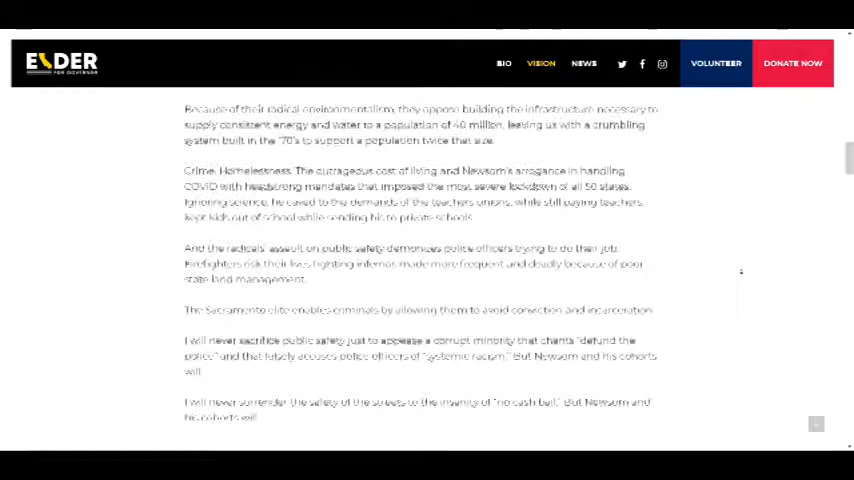 ELDER
FOR GOVERNOR
BIO
VISION
NEWS
VOLUNTEER
DONATE NOW
Because of their radical environmentalism, they oppose building the infrastructure necessary to
supply consistent energy and water to a population of 40 million, leaving us with a crumbling
system built in the '70's to support a population twice that size.
Crime. Homelessness. The outrageous cost of living and Newsom's arrogance in handling
COVID with headstrong mandates that imposed the most severe lockdown of all 50 states.
Ignoring science, he caved to the demands of the teachers unions, while still paying teachers,
kept kids out of school while sending his to private schools.
And the radicals' assault on public safety demonizes police officers trying to do their job.
Firefighters risk their lives fighting infernos made more frequent and deadly because of poor
state land management.
The Sacramento elite enables criminals by allowing them to avoid conviction and incarceration.
I will never sacrifice public safety just to appease a corrupt minority that chants "defund the
police" and that falsely accuses police officers of "systemic racism." But Newsom and his cohorts
will.
I will never surrender the safety of the streets to the insanity of "no cash bail." But Newsom and
his cohorts will.